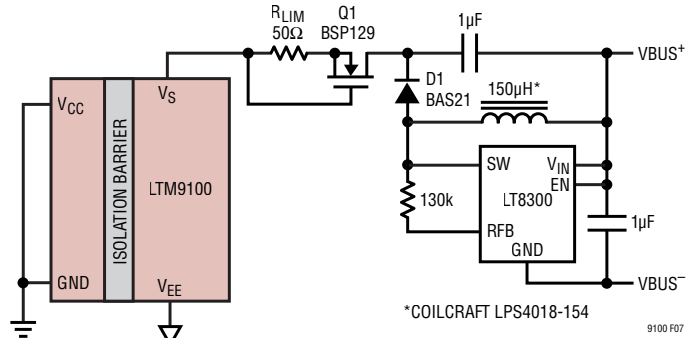 RLIM
50Ω
Q1
BSP129
1µF
VBUS+
D1
BAS21
150µH*
VCC
VS
ISOLATION BARRIER
LTM9100
SW
VIN
EN
130k
LT8300
RFB
GND
1µF
GND
VEE
VBUS–
*COILCRAFT LPS4018-154
9100 F07